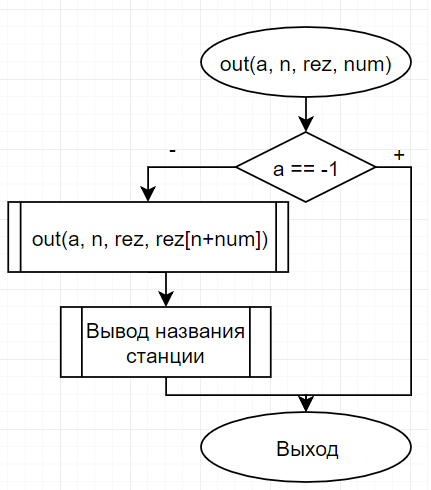 out(a, n, rez, num)
a == -1
-
+
out(a, n, rez, rez[n+num])
Вывод названия
станции
Выход